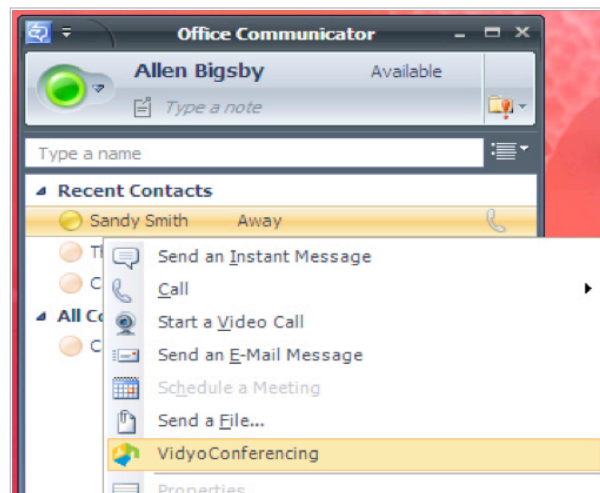 Office Communicator
Allen Bigsby Available
Type a note
Type a name
Recent Contacts
Sandy Smith Away
Send an Instant Message
Call
Start a Video Call
All Co
Send an E-Mail Message
C
Schedule a Meeting
Send a File...
VidyoConferencing
Properties